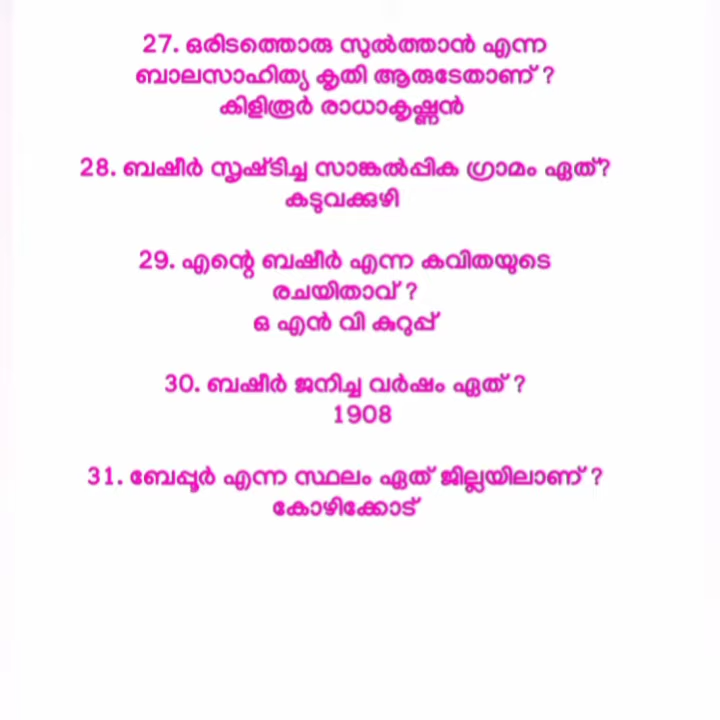 27. ഒരിടത്തൊരു സുൽത്താൻ എന്ന
ബാലസാഹിത്യ കൃതി ആരുടേതാണ് ?
കിളിരൂർ രാധാകൃഷ്ണൻ
28. ബഷീർ സൃഷ്ടിച്ച സാങ്കൽപ്പിക ഗ്രാമം ഏത്?
കടുവക്കുഴി
29. എന്റെ ബഷീർ എന്ന കവിതയുടെ
രചയിതാവ് ?
ഒ എൻ വി കുറുപ്പ്
30. ബഷീർ ജനിച്ച വർഷം ഏത് ?
1908
31. ബേപ്പൂർ എന്ന സ്ഥലം ഏത് ജില്ലയിലാണ് ?
കോഴിക്കോട്